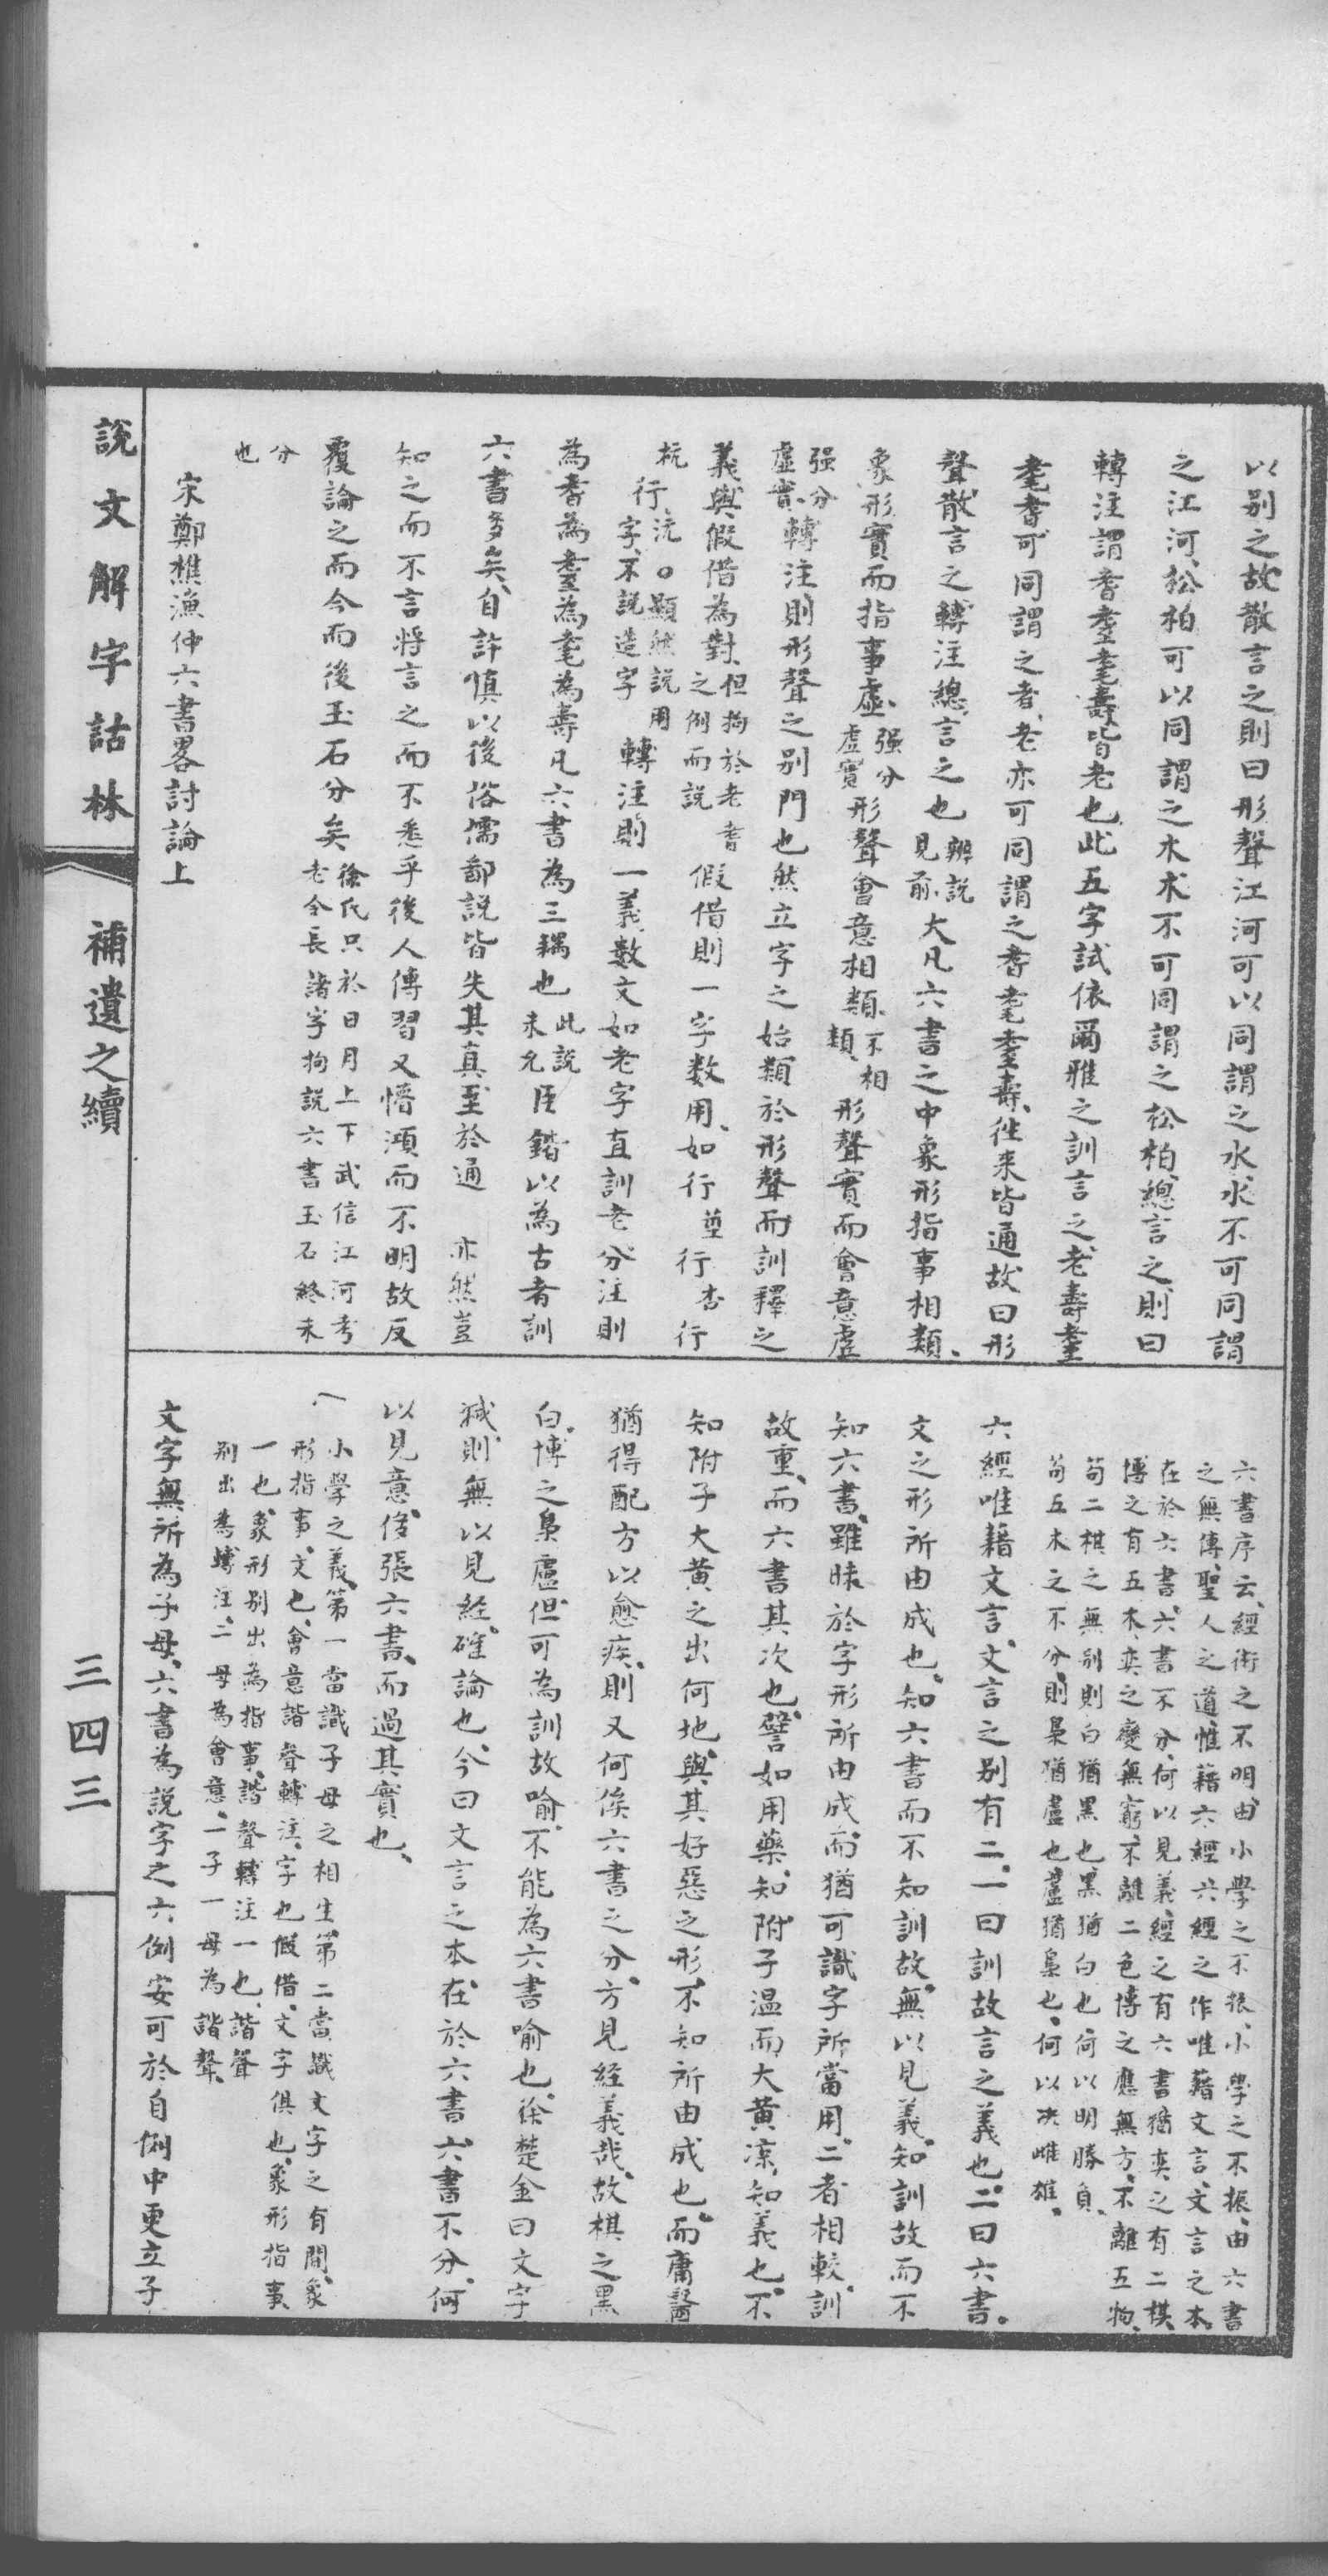 以別之故散言之則曰形聲江河可以同謂之水水不可同謂
之江河松柏可以同謂之木木不可同謂之松柏總言之則曰
轉注謂耆耋耄壽皆老也此五字試依爾雅之訓言之老壽耋
耄耆可同謂之老老亦可同謂之耆耄耋壽往來皆通故曰形
聲散言之轉注總言之也
辨説
見前
大凡六書之中象形指事相類
象形實而指事虛
强分
虛實
形聲會意相類
不相
類
形聲實而會意虛
强分
虛實
轉注則形聲之別門也然立字之始類於形聲而訓釋之
義與假借為對
但拘於老耆
之例而說
假借則一字數用如行莖行杏行
杭行沆
○顯然説用
字不説造字
轉注則一義數文如老字直訓老分注則
為耆為耋為耄為壽凡六書為三耦也
此説
未允
臣鍇以為古者訓
六書多矣自許慎以後俗儒鄙説皆失其真至於通 亦然豈
知之而不言將言之而不悉乎後人傳習又懵澒而不明故反
覆論之而今而後玉石分矣
徐氏只於日月上下武信江河考
老令長諸字拘説六書玉石終未
分
也
宋鄭樵漁仲六書畧討論上
六書序云經術之不明由小學之不振小學之不振由六書
之無傳聖人之道惟藉六經六經之作唯藉文言文言之本
在於六書六書不分何以見義經之有六書猶奕之有二棋
博之有五木奕之變無窮不離二色博之應無方不離五物
苟二棋之無別則白猶黑也黑猶白也何以明勝負
苟五木之不分則梟猶盧也盧猶梟也何以決雌雄
六經唯藉文言文言之別有二一曰訓故言之義也二曰六書
文之形所由成也知六書而不知訓故無以見義知訓故而不
知六書雖昧於字形所由成而猶可識字所當用二者相較訓
故重而六書其次也譬如用藥知附子温而大黄涼知義也不
知附子大黄之出何地與其好惡之形不知所由成也而庸醫
猶得配方以愈疾則又何俟六書之分方見經義哉故棋之黑
白博之梟盧但可為訓故喻不能為六書喻也徐楚金曰文字
減則無以見經確論也今曰文言之本在於六書六書不分何
以見意侈張六書而過其實也
小學之義第一當識子母之相生第二當識文字之有間象
形指事文也會意諧聲轉注字也假借文字俱也象形指事
一也象形別出為指事諧聲轉注一也諧聲
別出為轉注二母為會意一子一母為諧聲
文字無所為子母六書為説字之六例安可於自例中更立子
説文解字詁林
補遺之續
三四三